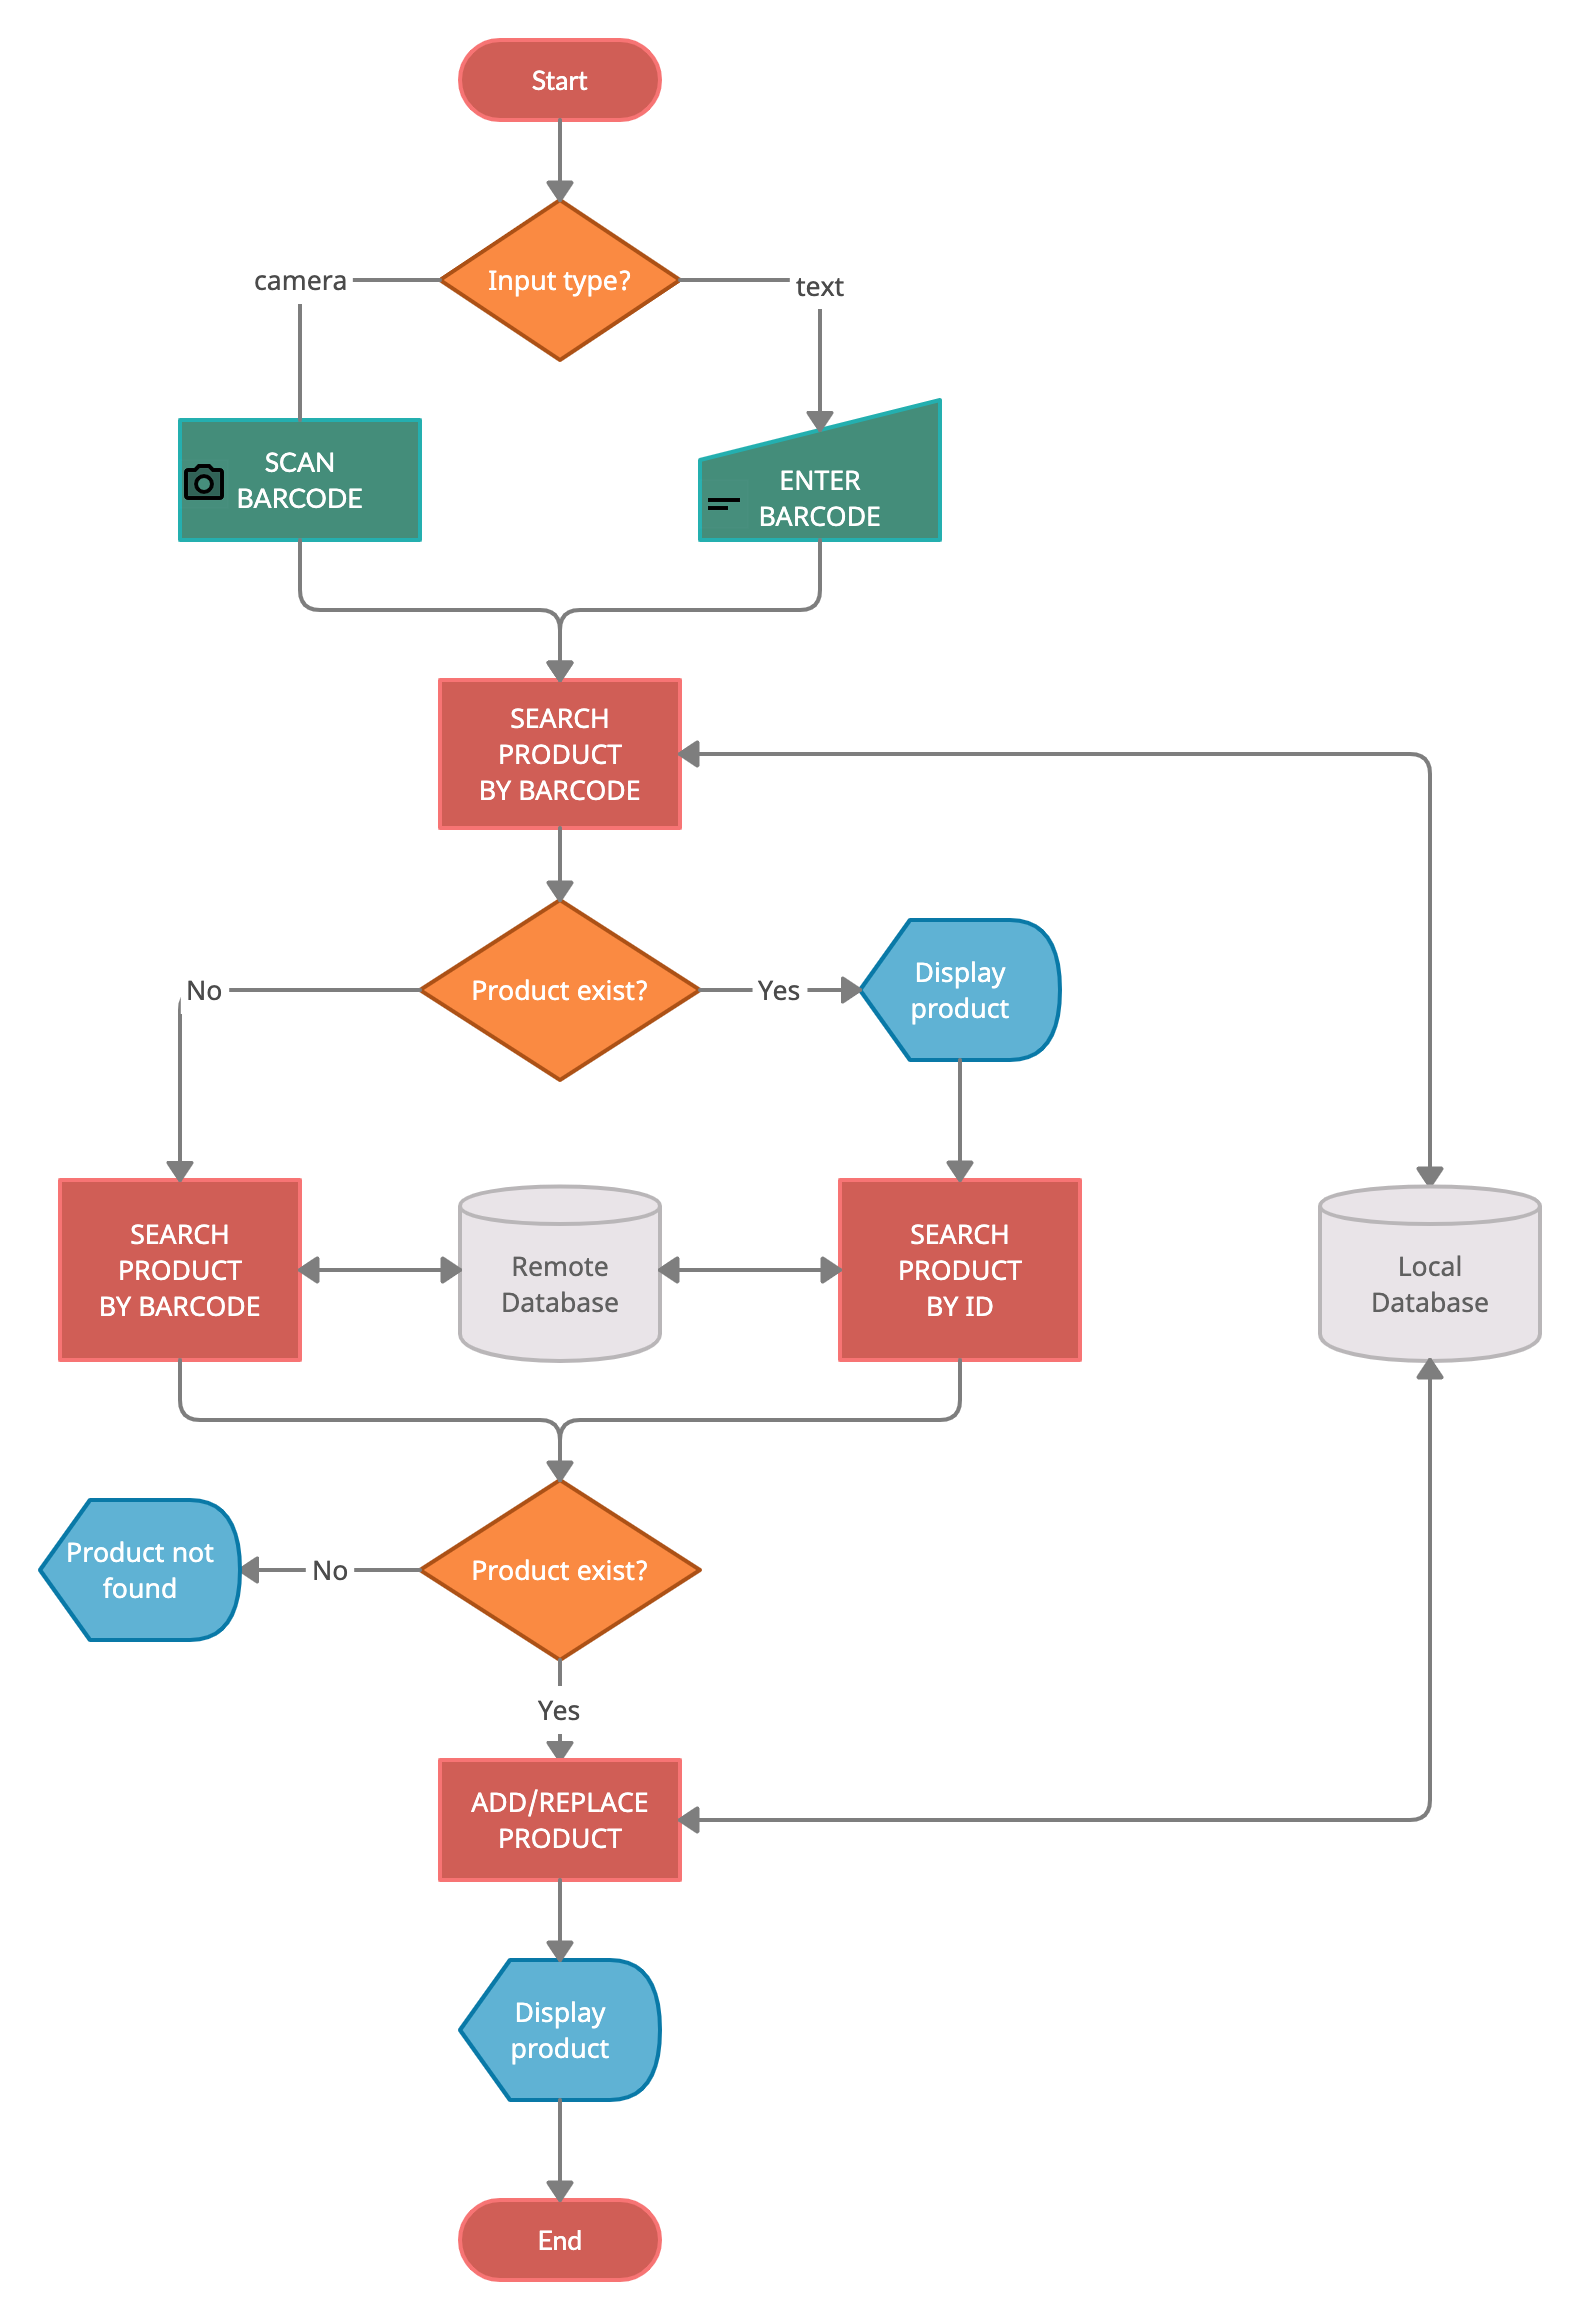 Start
Input type?
camera
text
SCAN
BARCODE
ENTER
BARCODE
SEARCH
PRODUCT
BY BARCODE
Product exist?
No
Yes
Display
product
SEARCH
PRODUCT
BY BARCODE
Remote
Database
SEARCH
PRODUCT
BY ID
Local
Database
Product not
found
No
Product exist?
Yes
ADD/REPLACE
PRODUCT
Display
product
End